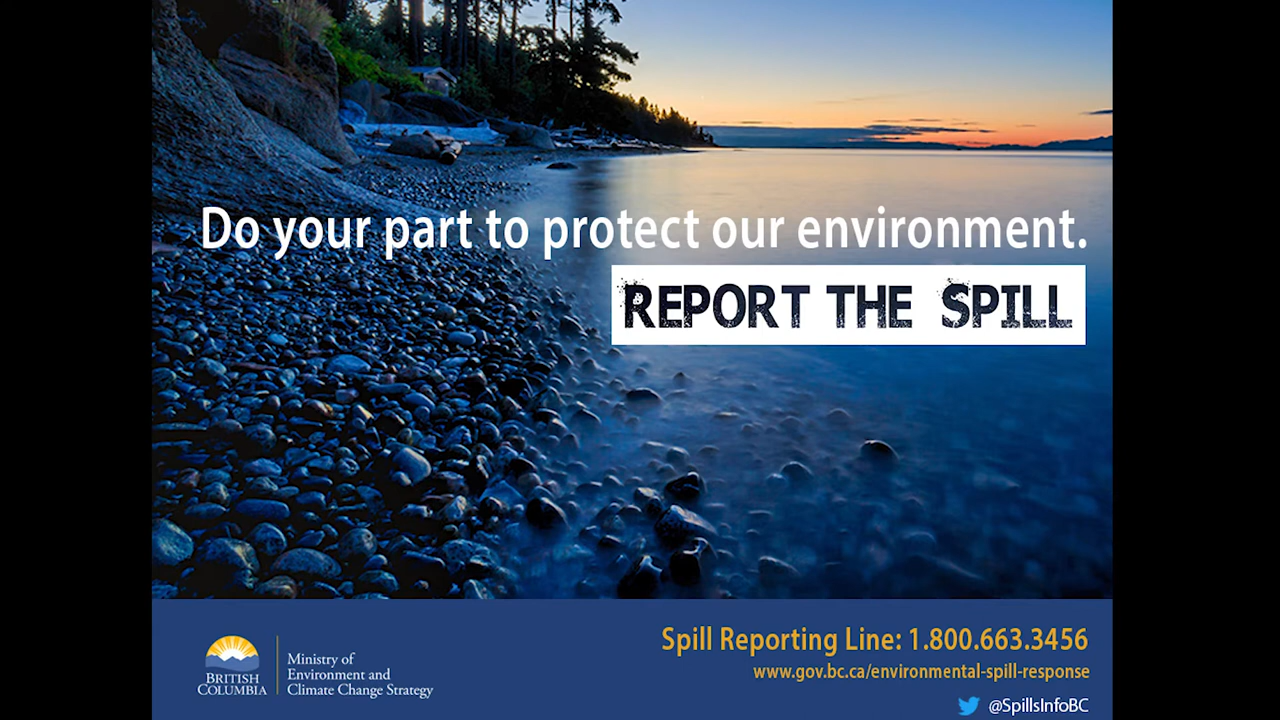 Do your part to protect our environment.
REPORT THE SPILL
Spill Reporting Line: 1.800.663.3456
www.gov.bc.ca/environmental-spill-response
@SpillsInfoBC
BRITISH
COLUMBIA
Ministry of
Environment and
Climate Change Strategy